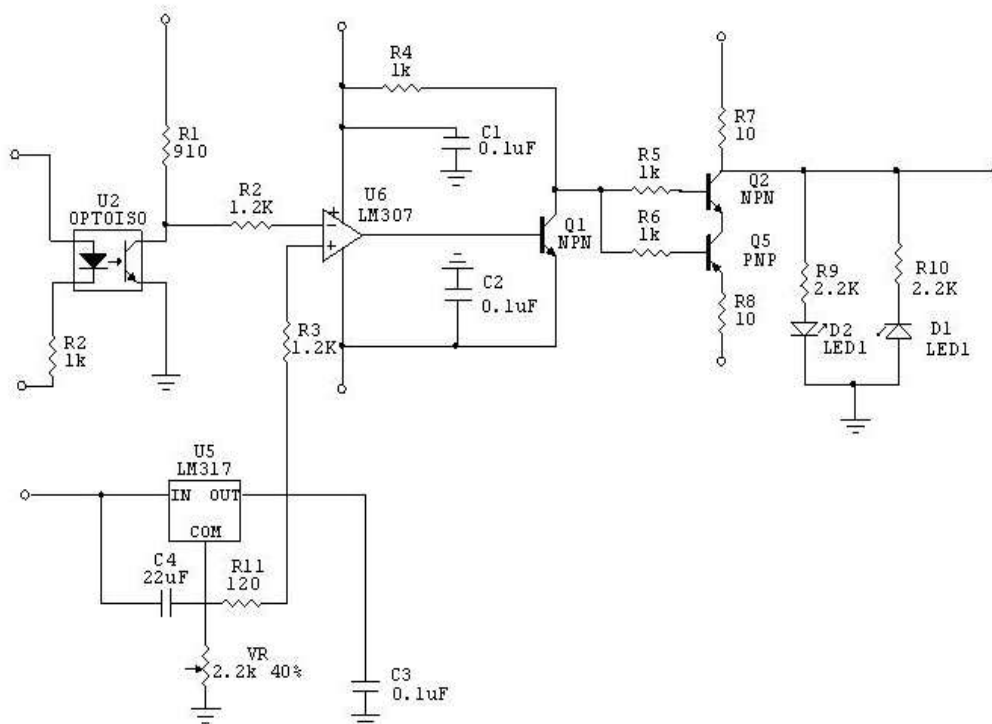 R1
910
U2
OPTOISO
R2
1k
R2
1.2K
R4
1k
C1
0.1uF
U6
LM307
+
−
+
C2
0.1uF
R3
1.2K
Q1
NPN
R5
1k
R6
1k
R7
10
Q2
NPN
Q5
PNP
R8
10
R9
2.2K
R10
2.2K
D2
LED1
D1
LED1
U5
LM317
IN OUT
COM
C4
22uF
R11
120
VR
2.2k 40%
C3
0.1uF